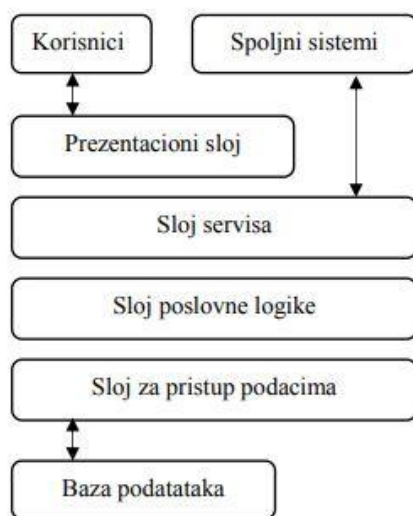 Korisnici
Spoljni sistemi
Prezentacioni sloj
Sloj servisa
Sloj poslovne logike
Sloj za pristup podacima
Baza podatataka